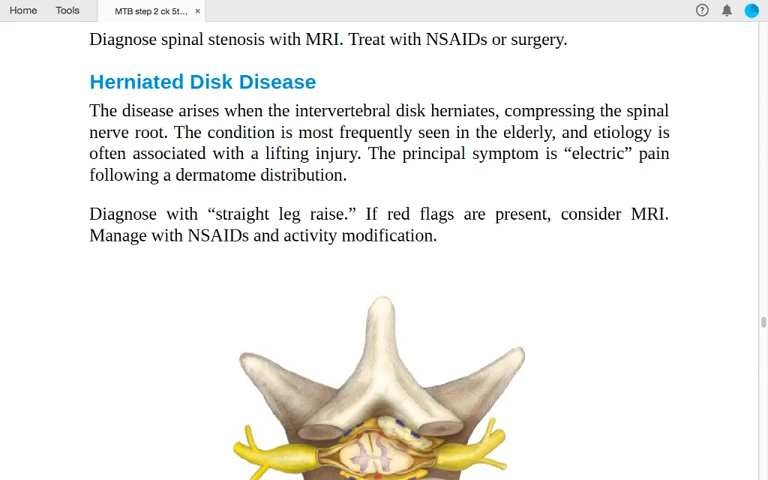 Home Tools MTB step 2 ck 5t... × ?
Diagnose spinal stenosis with MRI. Treat with NSAIDs or surgery.
Herniated Disk Disease
The disease arises when the intervertebral disk herniates, compressing the spinal
nerve root. The condition is most frequently seen in the elderly, and etiology is
often associated with a lifting injury. The principal symptom is “electric” pain
following a dermatome distribution.
Diagnose with “straight leg raise.” If red flags are present, consider MRI.
Manage with NSAIDs and activity modification.